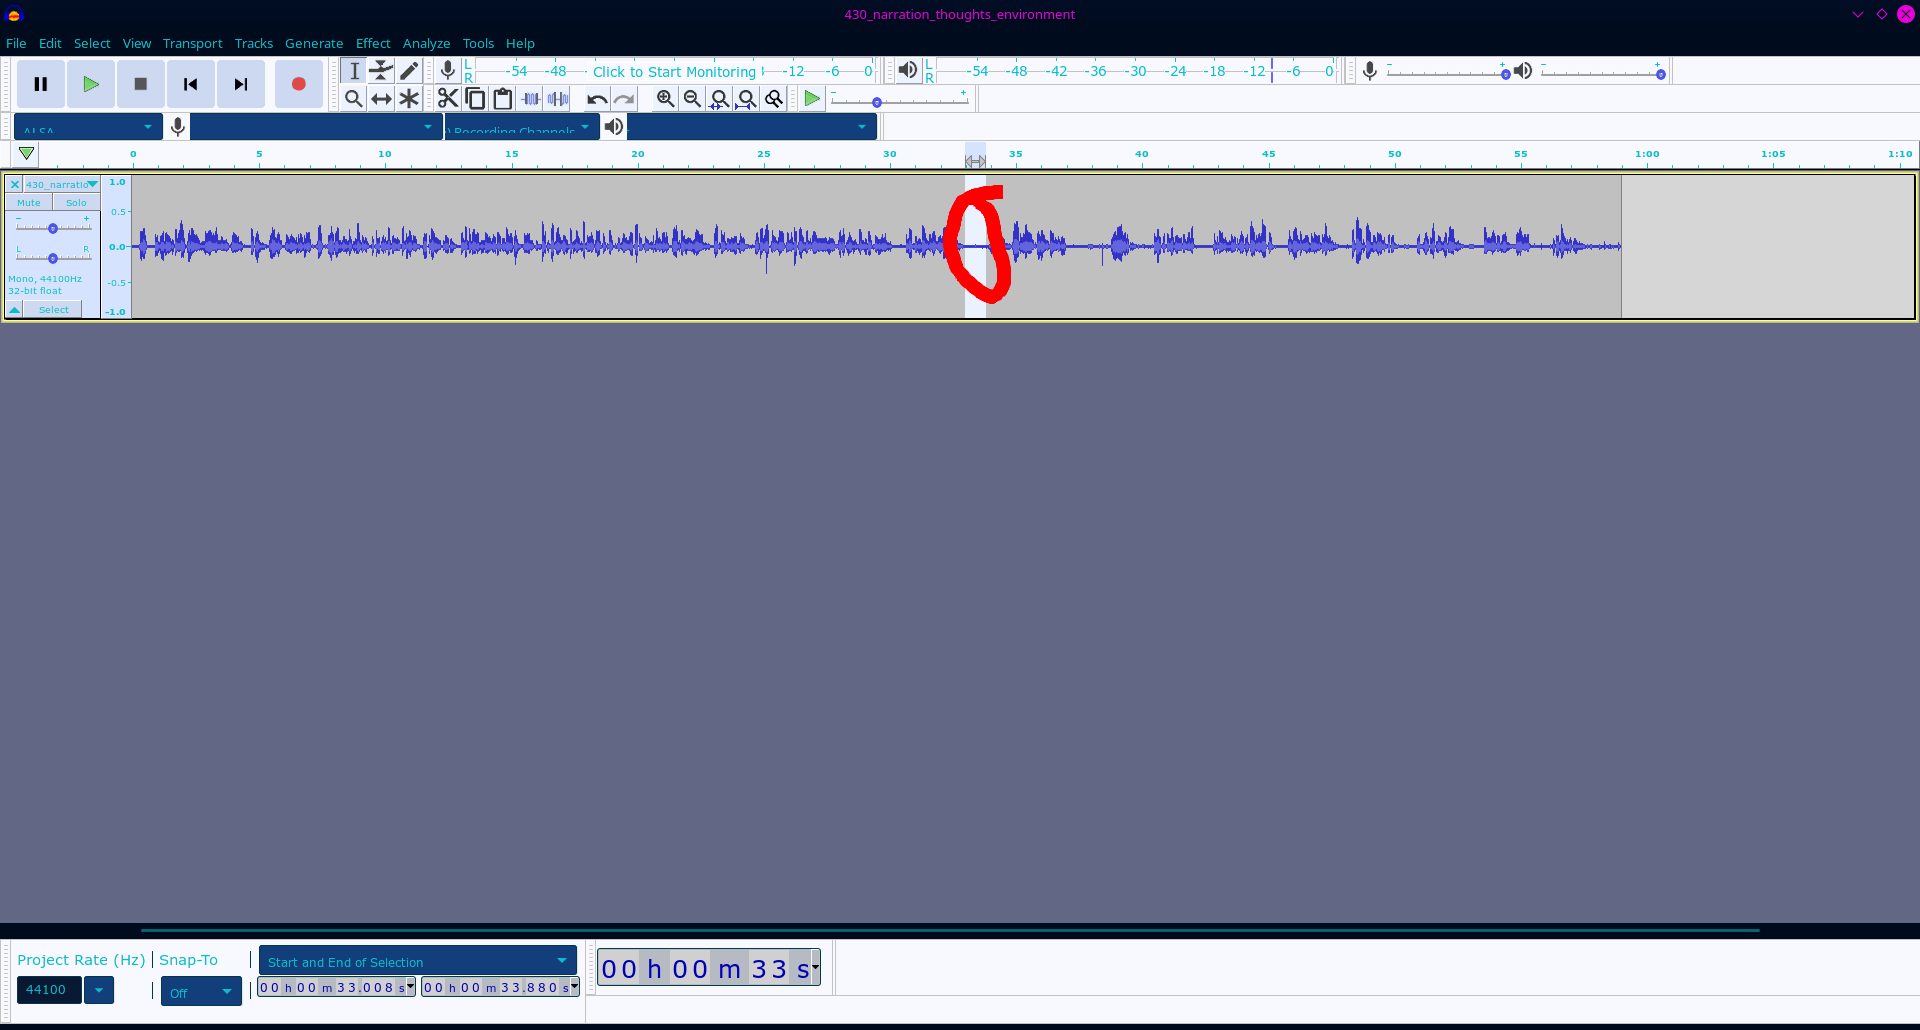 430_narration_thoughts_environment
File Edit Select View Transport Tracks Generate Effect Analyze Tools Help
L R -54 -48 Click to Start Monitoring -12 -6 0 L R -54 -48 -42 -36 -30 -24 -18 -12 -6 0
- + - +
- +
ALSA Recording Channels
0 5 10 15 20 25 30 35 40 45 50 55 1:00 1:05 1:10
430_narratio 1.0
Mute Solo
- + 0.5
L R 0.0
Mono, 44100Hz
32-bit float -0.5
Select -1.0
Project Rate (Hz) Snap-To Start and End of Selection
44100 Off 00 h 00 m 33.008 s 00 h 00 m 33.880 s
00 h 00 m 33 s